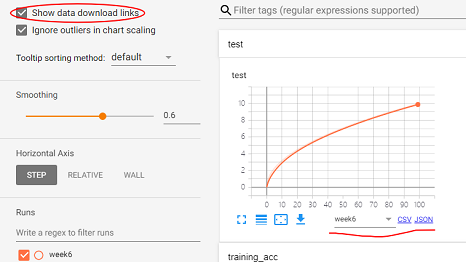 Show data download links
Ignore outliers in chart scaling
Tooltip sorting method: default
Smoothing
0.6
Horizontal Axis
STEP RELATIVE WALL
Runs
Write a regex to filter runs
week6
Filter tags (regular expressions supported)
test
test
10
8
6
4
2
0
0 10 20 30 40 50 60 70 80 90 100
week6 CSV JSON
training_acc